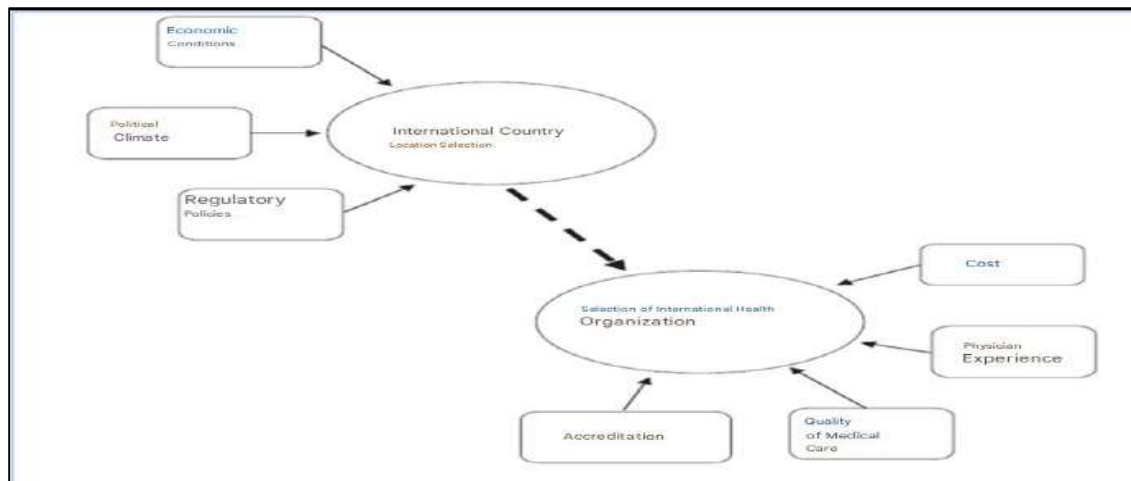 Economic
Conditions
Political
Climate
International Country
Location Selection
Regulatory
Policies
Cost
Selection of International Health
Organization
Physician
Experience
Accreditation
Quality
of Medical
Care